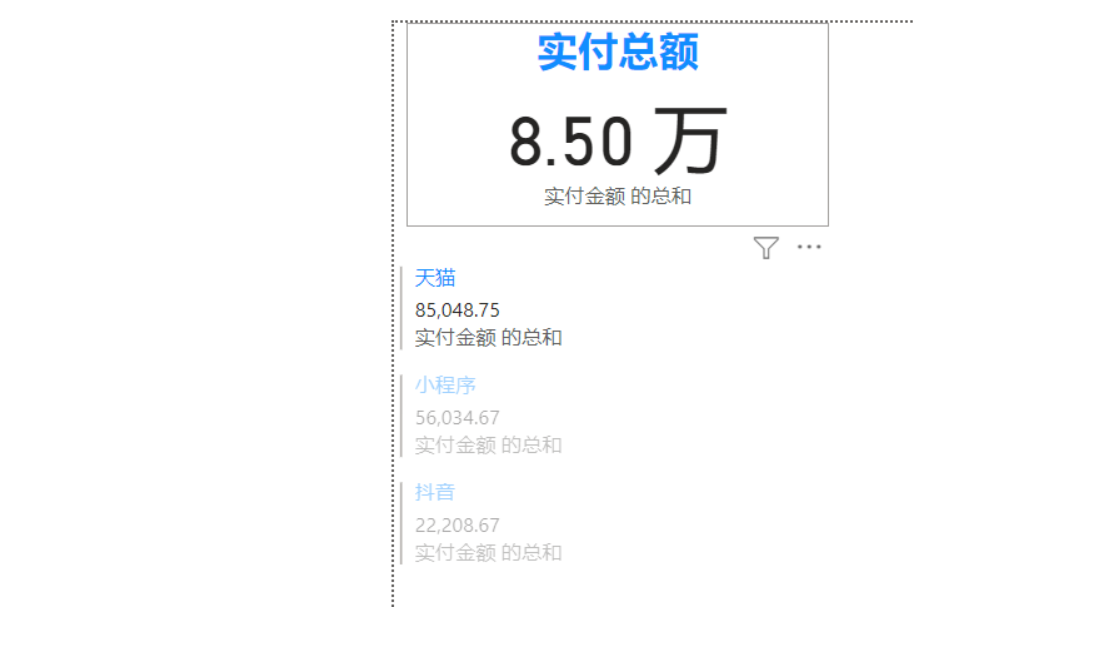 实付总额
8.50 万
实付金额 的总和
天猫
85,048.75
实付金额 的总和
小程序
56,034.67
实付金额 的总和
抖音
22,208.67
实付金额 的总和